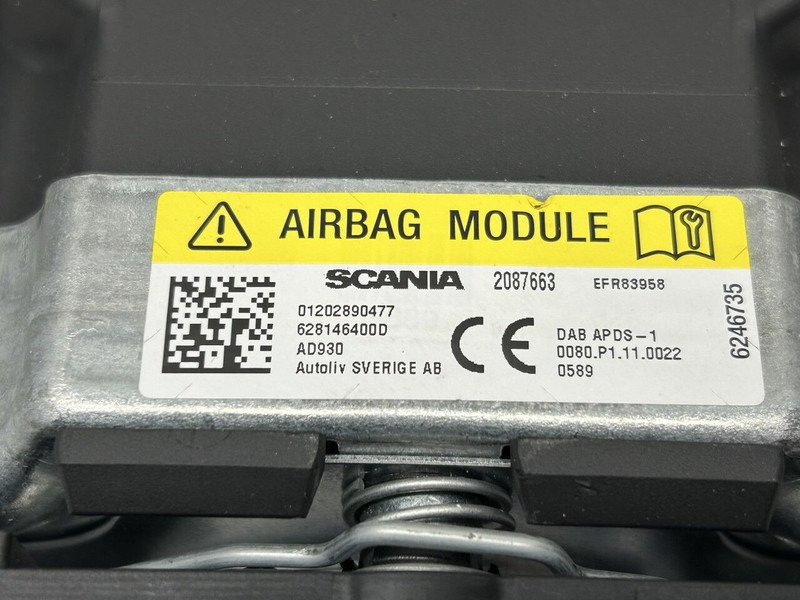 AIRBAG MODULE
SCANIA 2087663 EFR83958
01202890477
628146400D
AD930
Autoliv SVERIGE AB
CE
DAB APDS-1
0080.P1.11.0022
0589
6246735